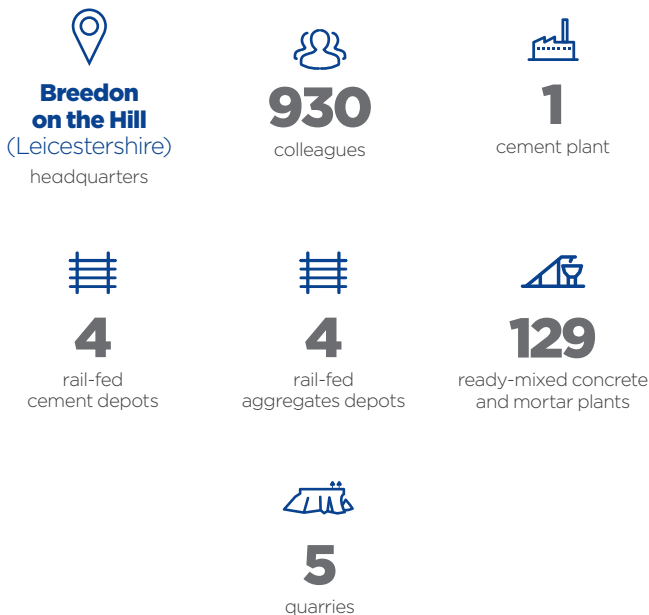 Breedon
on the Hill
(Leicestershire)
headquarters
930
colleagues
1
cement plant
4
rail-fed
cement depots
4
rail-fed
aggregates depots
129
ready-mixed concrete
and mortar plants
5
quarries